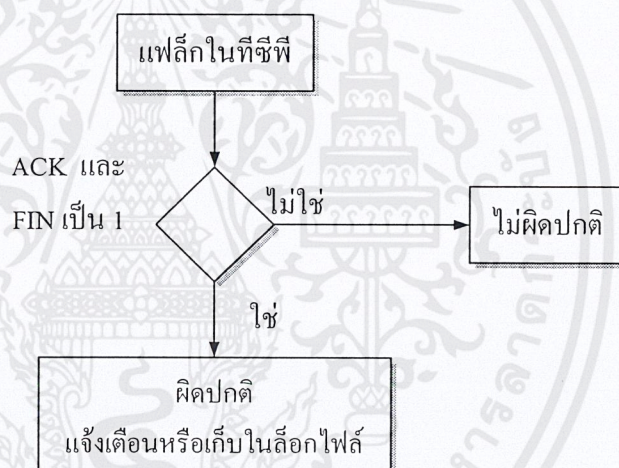 แฟล็กในทีซีพี
ACK และ
FIN เป็น 1
ไม่ใช่
ไม่ผิดปกติ
ใช่
ผิดปกติ
แจ้งเตือนหรือเก็บในล็อกไฟล์